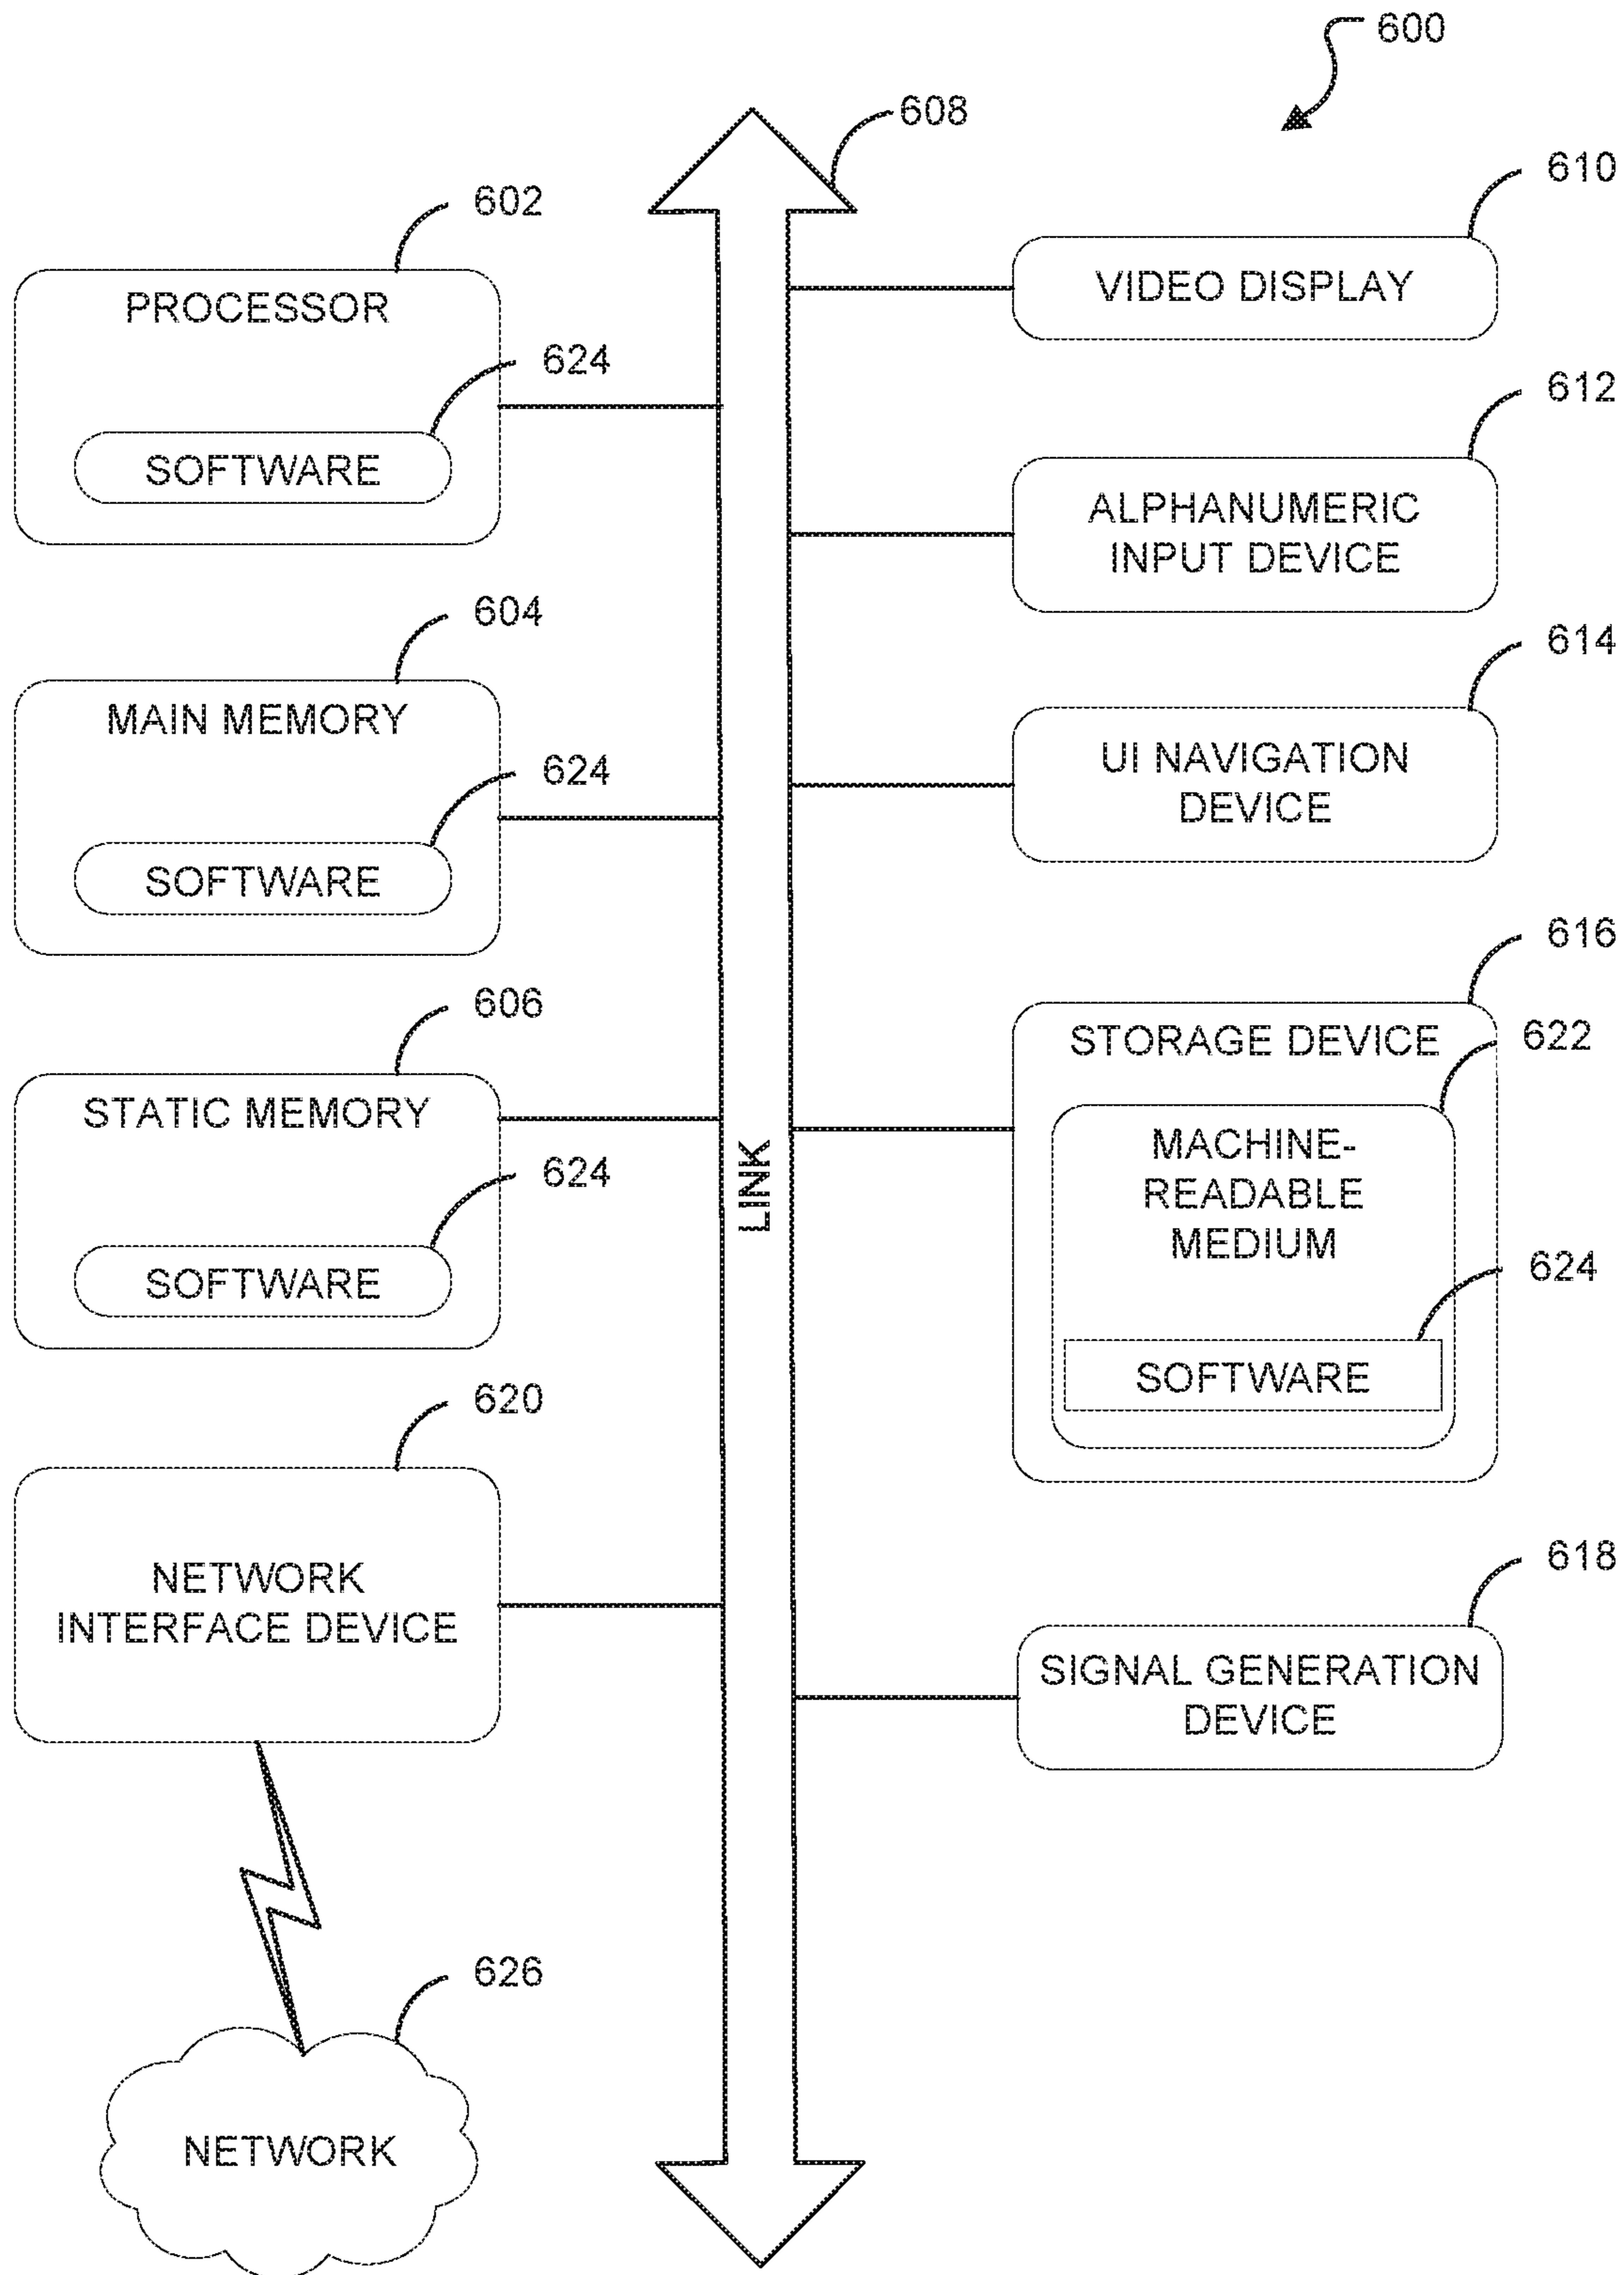 600
608
602
PROCESSOR
624
SOFTWARE
604
MAIN MEMORY
624
SOFTWARE
606
STATIC MEMORY
624
SOFTWARE
620
NETWORK
INTERFACE DEVICE
626
NETWORK
LINK
610
VIDEO DISPLAY
612
ALPHANUMERIC
INPUT DEVICE
614
UI NAVIGATION
DEVICE
616
STORAGE DEVICE
622
MACHINE-
READABLE
MEDIUM
624
SOFTWARE
618
SIGNAL GENERATION
DEVICE